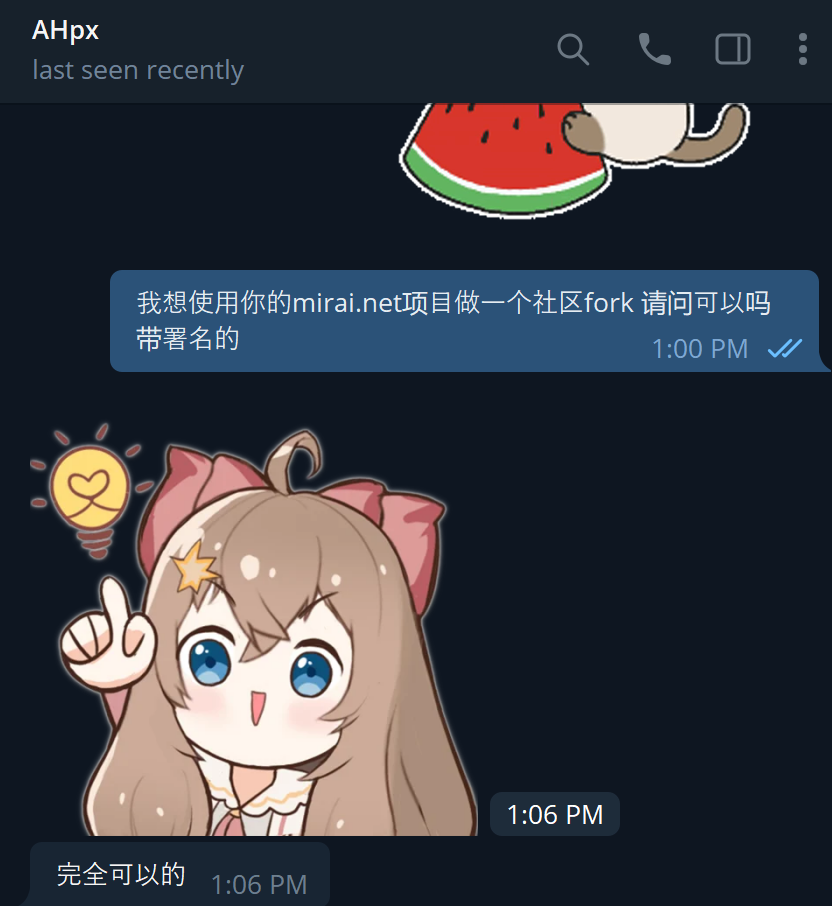 AHpx
last seen recently
我想使用你的mirai.net项目做一个社区fork 请问可以吗
带署名的
1:00 PM
1:06 PM
完全可以的
1:06 PM